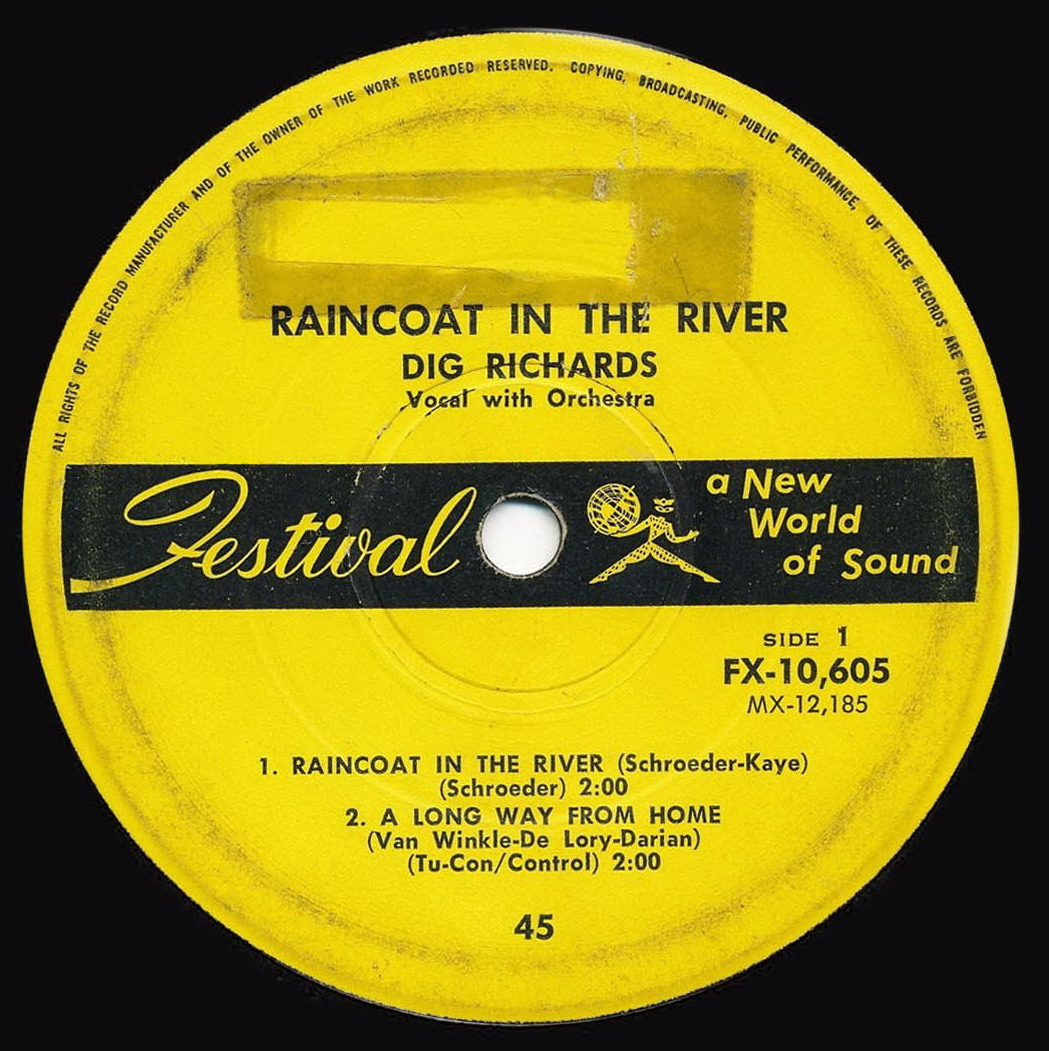 ALL RIGHTS OF THE RECORD MANUFACTURER AND OF THE OWNER OF THE WORK RECORDED RESERVED. COPYING, BROADCASTING, PUBLIC PERFORMANCE, OF THESE RECORDS ARE FORBIDDEN
RAINCOAT IN THE RIVER
DIG RICHARDS
Vocal with Orchestra
Festival
a New
World
of Sound
SIDE 1
FX-10,605
MX-12,185
1. RAINCOAT IN THE RIVER (Schroeder-Kaye)
(Schroeder) 2:00
2. A LONG WAY FROM HOME
(Van Winkle-De Lory-Darian)
(Tu-Con/Control) 2:00
45